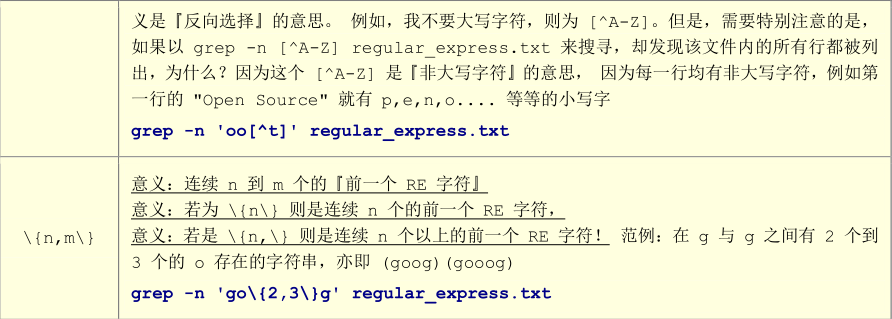 义是『反向选择』的意思。 例如，我不要大写字符，则为 [^A-Z]。但是，需要特别注意的是，
如果以 grep -n [^A-Z] regular_express.txt 来搜寻，却发现该文件内的所有行都被列
出，为什么？因为这个 [^A-Z] 是『非大写字符』的意思， 因为每一行均有非大写字符，例如第
一行的 "Open Source" 就有 p,e,n,o.... 等等的小写字
grep -n 'oo[^t]' regular_express.txt
\{n,m\}
意义：连续 n 到 m 个的『前一个 RE 字符』
意义：若为 \{n\} 则是连续 n 个的前一个 RE 字符，
意义：若是 \{n,\} 则是连续 n 个以上的前一个 RE 字符！ 范例：在 g 与 g 之间有 2 个到
3 个的 o 存在的字符串，亦即 (goog)(gooog)
grep -n 'go\{2,3\}g' regular_express.txt